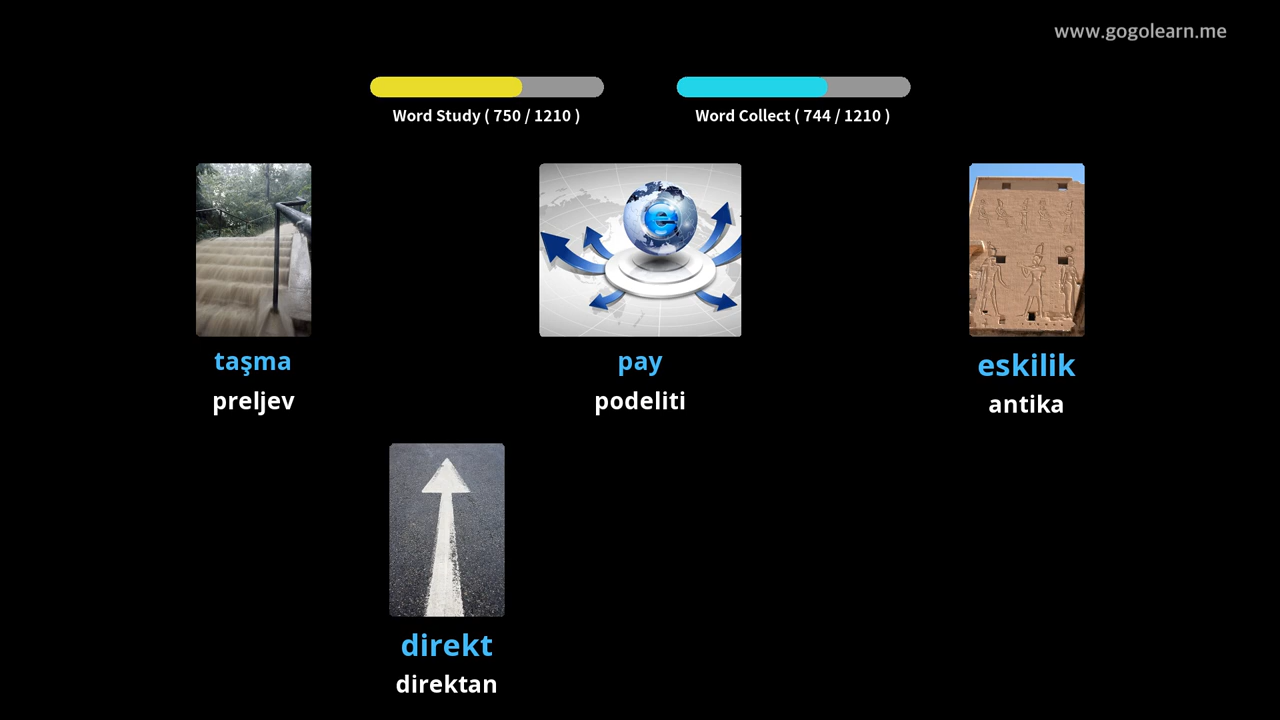 www.gogolearn.me
Word Study ( 750 / 1210 )
Word Collect ( 744 / 1210 )
e
taşma
preljev
pay
podeliti
eskilik
antika
direkt
direktan